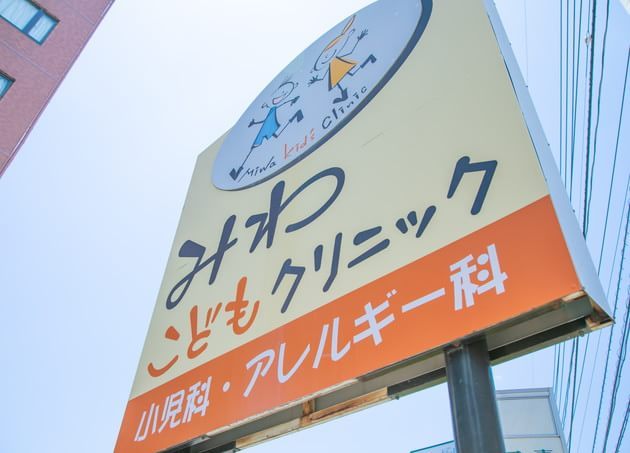 Miwa kid's Clinic
みわ
こどもクリニック
小児科・アレルギー科